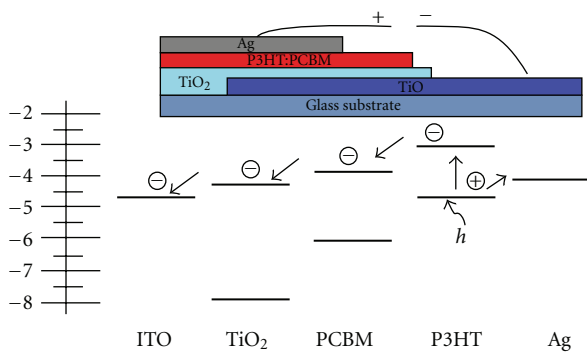 + −
Ag
P3HT:PCBM
TiO₂
TiO
Glass substrate
−2
−3
−4
−5
−6
−7
−8
⊖ ⊖ ⊖ ⊖
⊕
h
ITO TiO₂ PCBM P3HT Ag